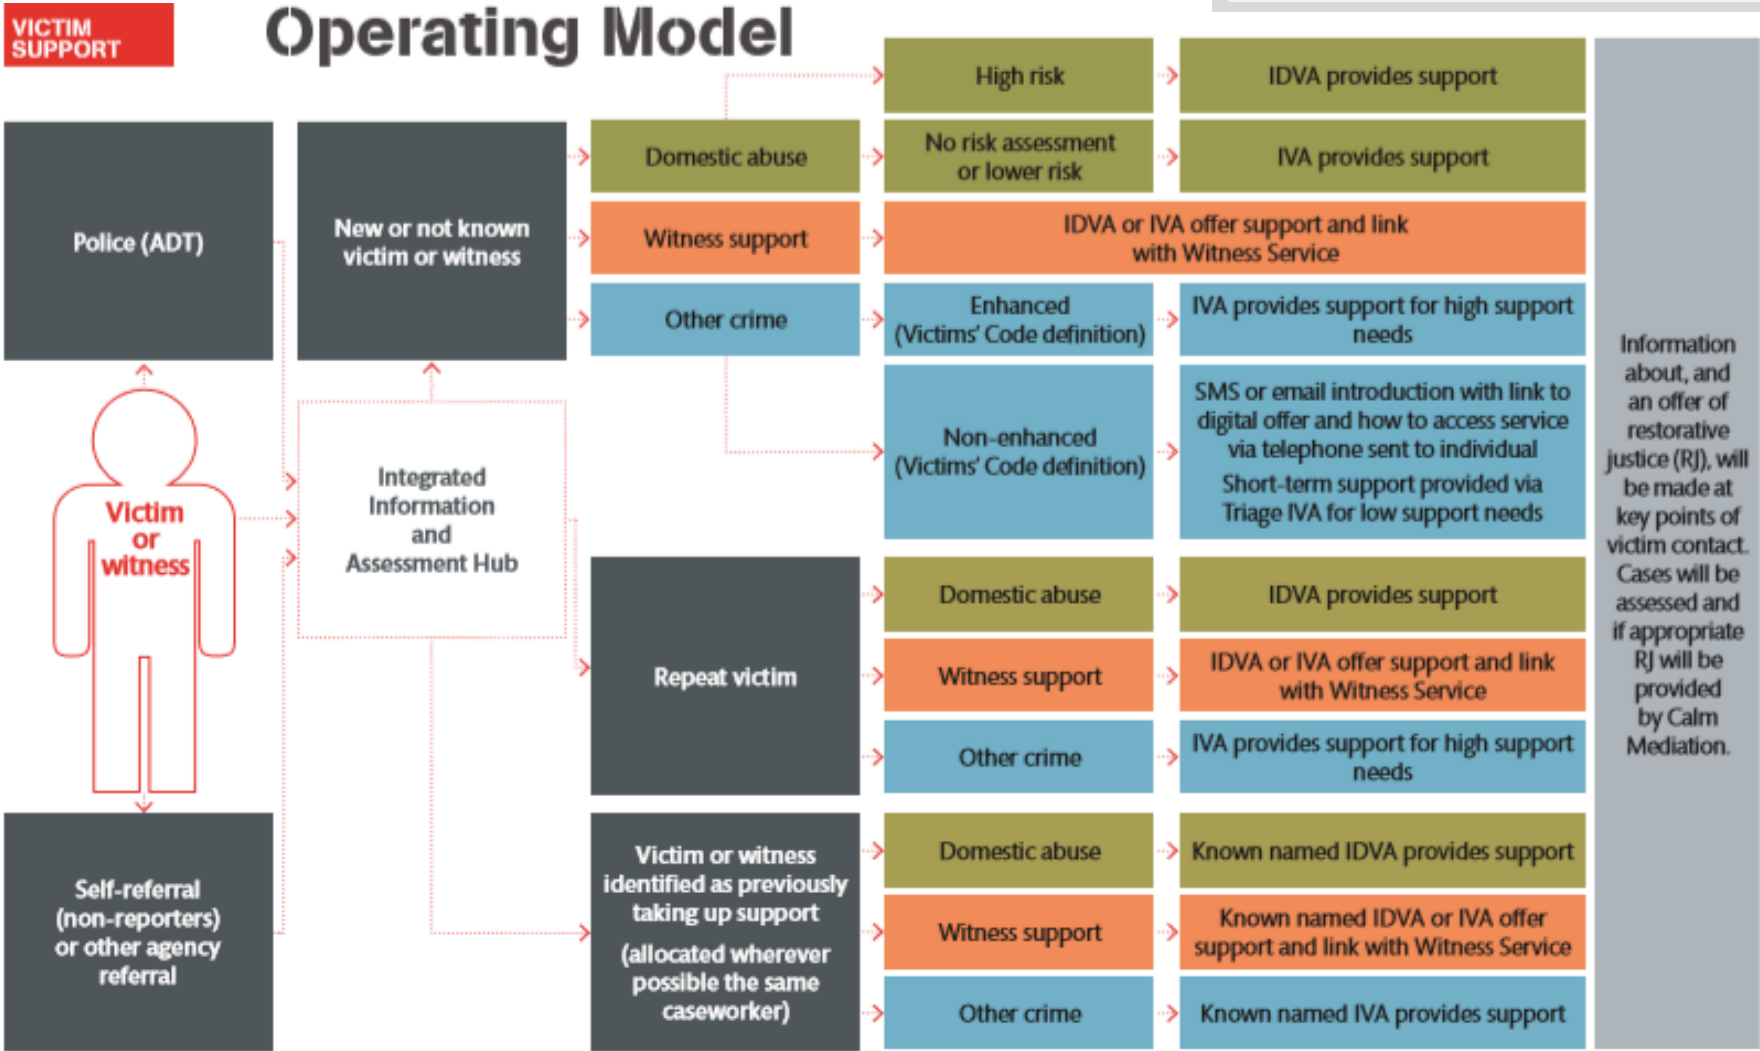 VICTIM
SUPPORT
Operating Model
Police (ADT)
Victim
or
witness
Self-referral
(non-reporters)
or other agency
referral
New or not known
victim or witness
Integrated
Information
and
Assessment Hub
Domestic abuse
High risk
IDVA provides support
No risk assessment
or lower risk
IVA provides support
Witness support
IDVA or IVA offer support and link
with Witness Service
Other crime
Enhanced
(Victims' Code definition)
IVA provides support for high support
needs
Non-enhanced
(Victims' Code definition)
SMS or email introduction with link to
digital offer and how to access service
via telephone sent to individual
Short-term support provided via
Triage IVA for low support needs
Repeat victim
Domestic abuse
IDVA provides support
Witness support
IDVA or IVA offer support and link
with Witness Service
Other crime
IVA provides support for high support
needs
Victim or witness
identified as previously
taking up support
(allocated wherever
possible the same
caseworker)
Domestic abuse
Known named IDVA provides support
Witness support
Known named IDVA or IVA offer
support and link with Witness Service
Other crime
Known named IVA provides support
Information
about, and
an offer of
restorative
justice (RJ), will
be made at
key points of
victim contact.
Cases will be
assessed and
if appropriate
RJ will be
provided
by Calm
Mediation.